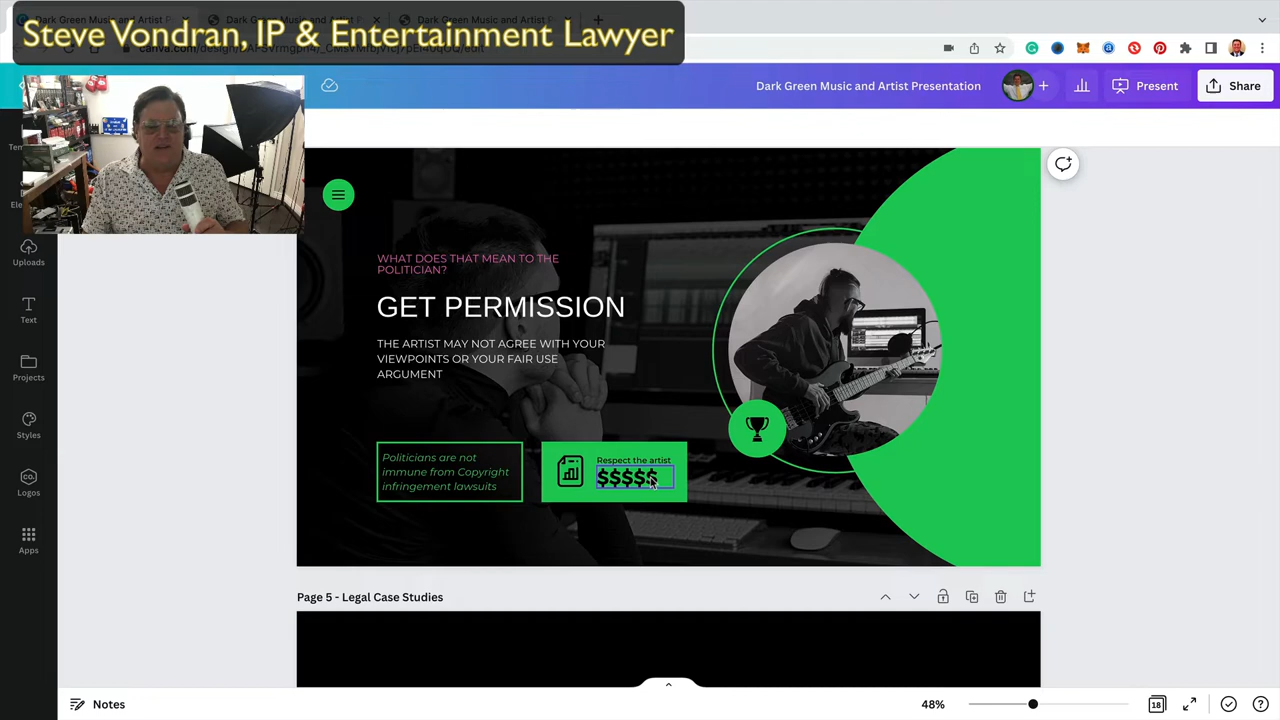 Steve Vondran, IP & Entertainment Lawyer
Dark Green Music and Artist Presentation
Present
Share
Uploads
Text
Projects
Styles
Logos
Apps
WHAT DOES THAT MEAN TO THE
POLITICIAN?
GET PERMISSION
THE ARTIST MAY NOT AGREE WITH YOUR
VIEWPOINTS OR YOUR FAIR USE
ARGUMENT
Politicians are not
immune from Copyright
infringement lawsuits
Respect the artist
$$$$$
Page 5 - Legal Case Studies
Notes
48%
18